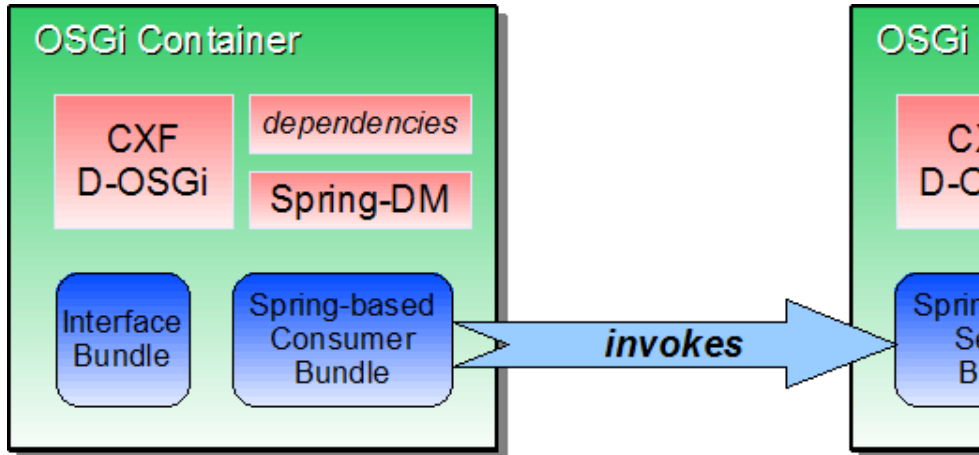 OSGi Container
CXF
D-OSGi
dependencies
Spring-DM
Interface
Bundle
Spring-based
Consumer
Bundle
invokes
OSGi